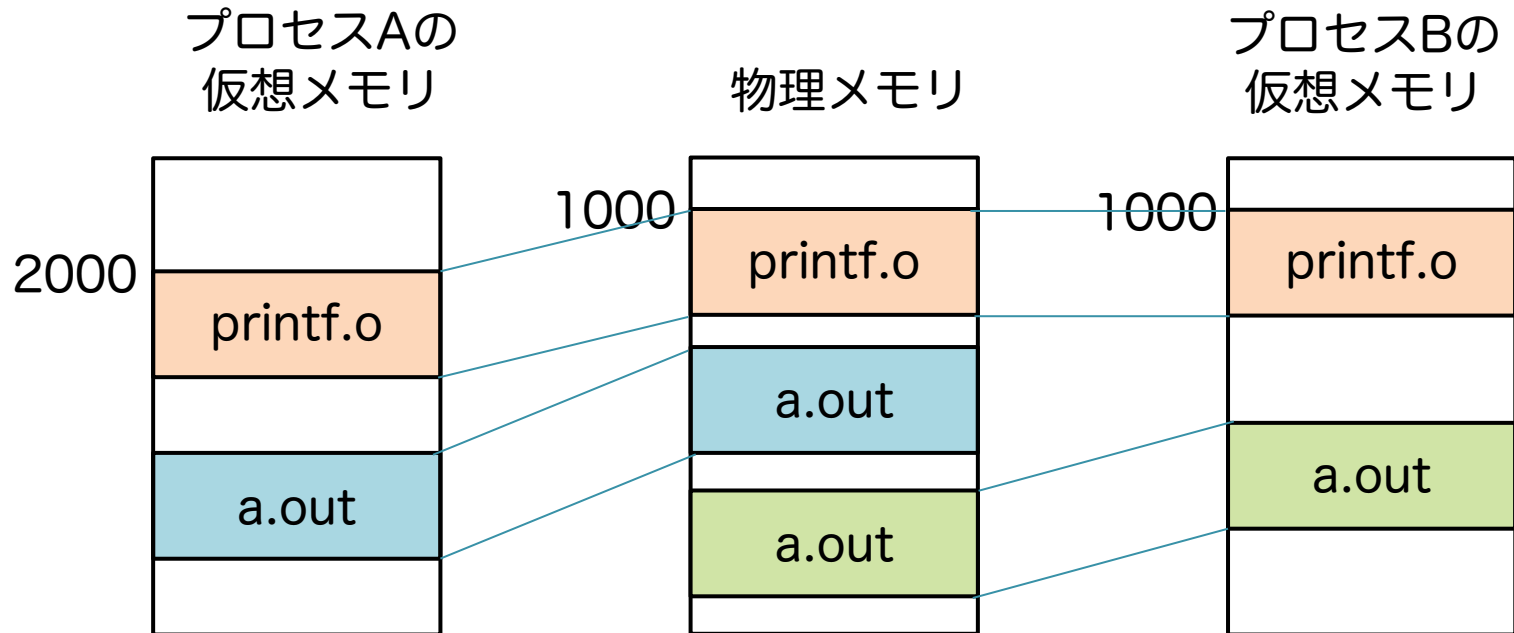 プロセスAの
仮想メモリ
物理メモリ
プロセスBの
仮想メモリ
2000
printf.o
a.out
1000
printf.o
a.out
a.out
1000
printf.o
a.out